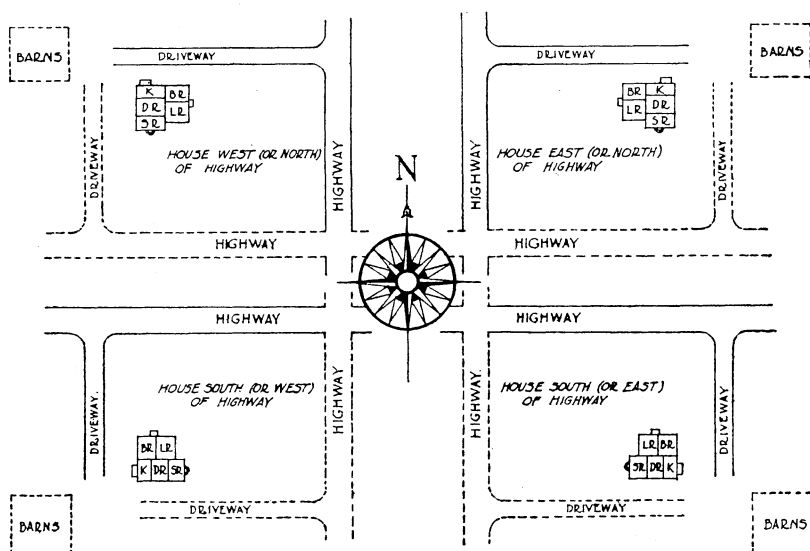 BARNS
DRIVEWAY
DRIVEWAY
BARNS
K
BR
DR
LR
SR
BR
K
LR
DR
SR
HOUSE WEST (OR NORTH)
OF HIGHWAY
HOUSE EAST (OR NORTH)
OF HIGHWAY
DRIVEWAY
HIGHWAY
N
HIGHWAY
DRIVEWAY
HIGHWAY
HIGHWAY
HIGHWAY
HIGHWAY
HOUSE SOUTH (OR WEST)
OF HIGHWAY
HOUSE SOUTH (OR EAST)
OF HIGHWAY
DRIVEWAY.
HIGHWAY
HIGHWAY
DRIVEWAY
BR LR
K DR SR
LR BR
SR DR K
BARNS
DRIVEWAY
DRIVEWAY
BARNS